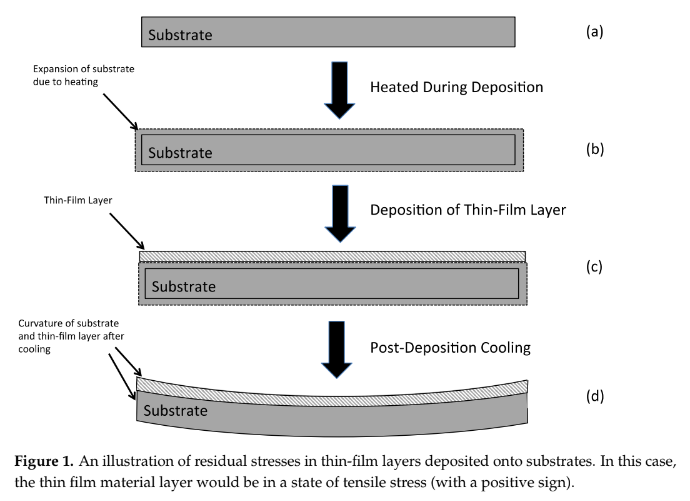 Substrate
(a)
Expansion of substrate
due to heating
Heated During Deposition
Substrate
(b)
Thin-Film Layer
Deposition of Thin-Film Layer
Substrate
(c)
Curvature of substrate
and thin-film layer after
cooling
Post-Deposition Cooling
Substrate
(d)
Figure 1. An illustration of residual stresses in thin-film layers deposited onto substrates. In this case,
the thin film material layer would be in a state of tensile stress (with a positive sign).